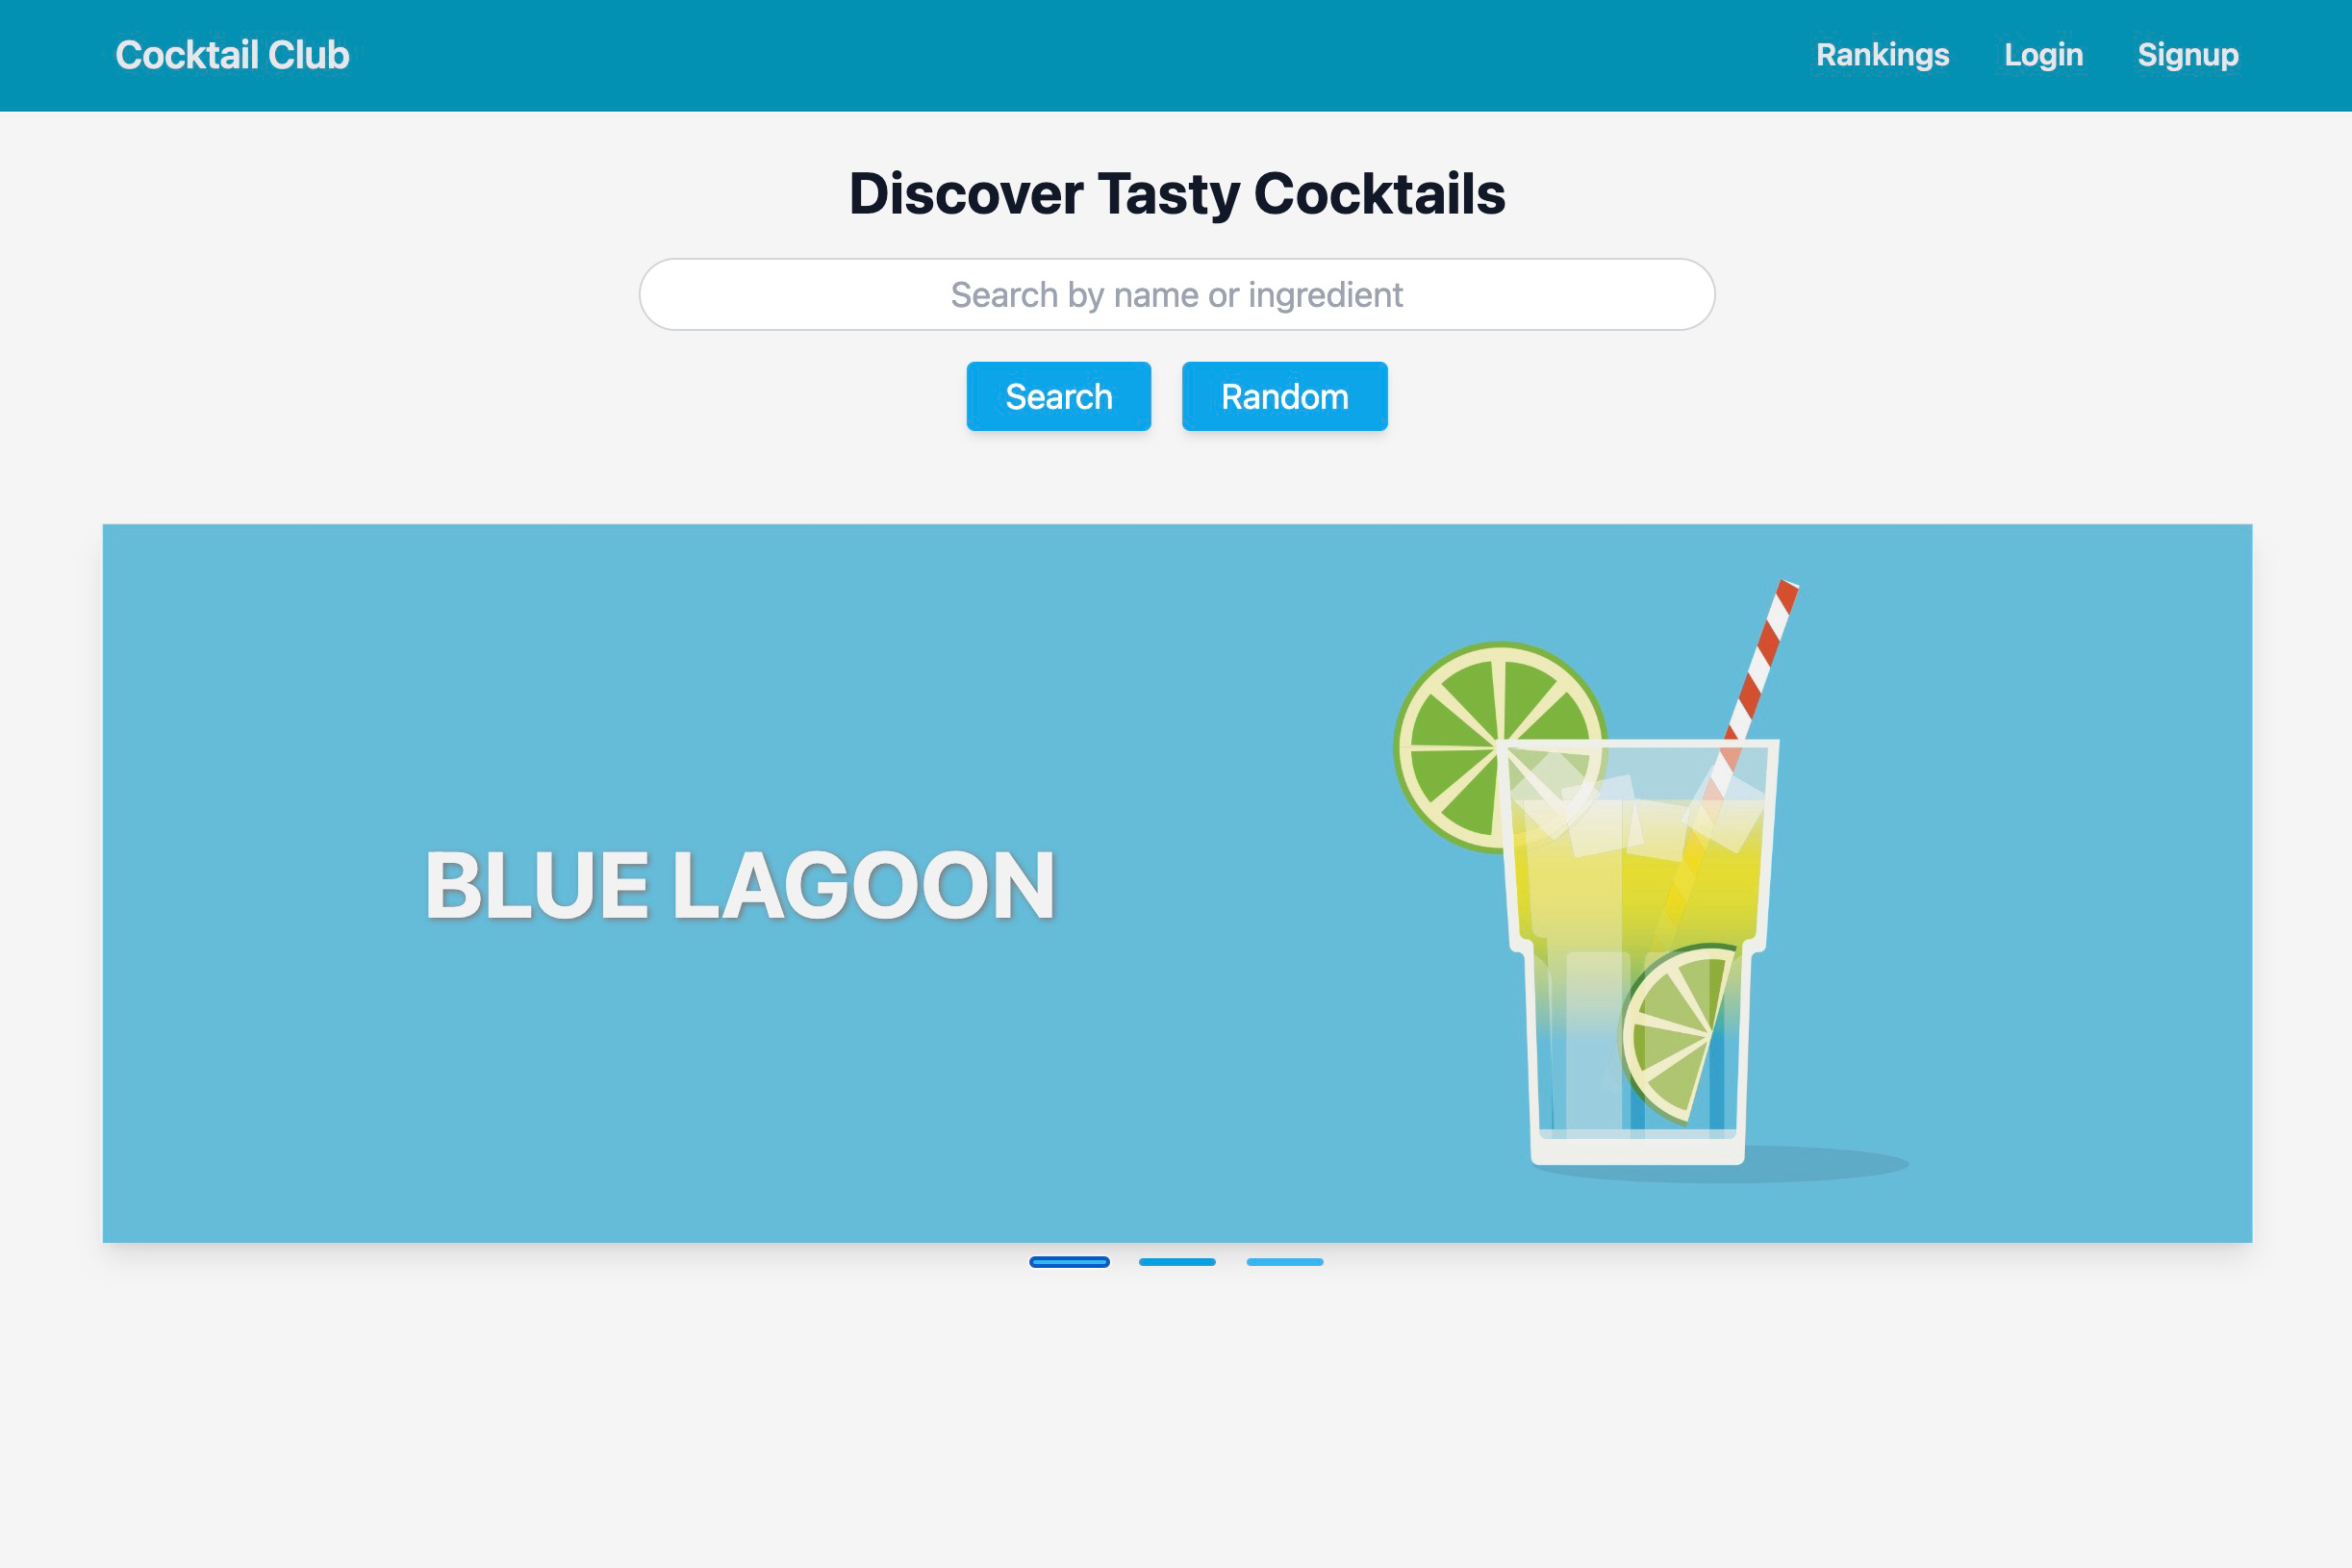 Cocktail Club
Rankings Login Signup
Discover Tasty Cocktails
Search by name or ingredient
Search Random
BLUE LAGOON